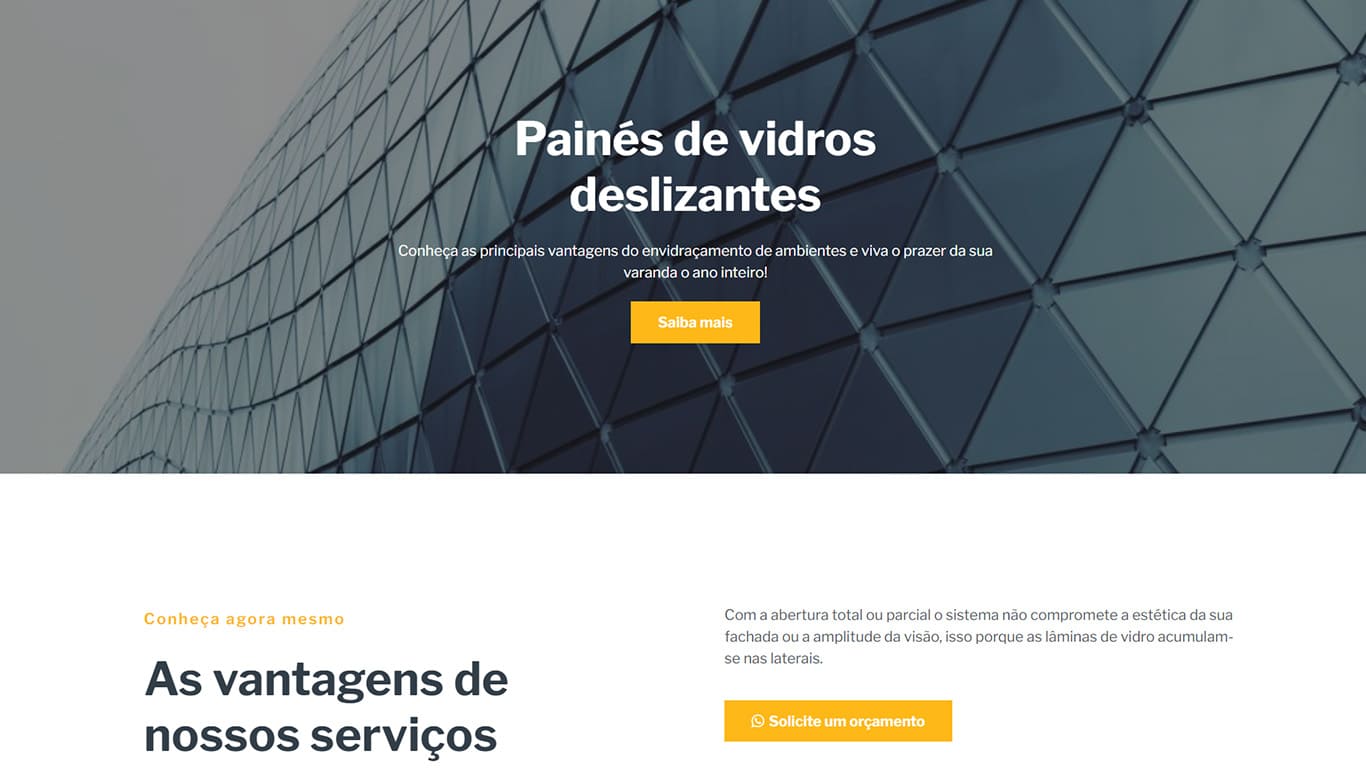 Painés de vidros
deslizantes
Conheça as principais vantagens do envidraçamento de ambientes e viva o prazer da sua
varanda o ano inteiro!
Saiba mais
Conheça agora mesmo
As vantagens de
nossos serviços
Com a abertura total ou parcial o sistema não compromete a estética da sua
fachada ou a amplitude da visão, isso porque as lâminas de vidro acumulam-
se nas laterais.
Solicite um orçamento